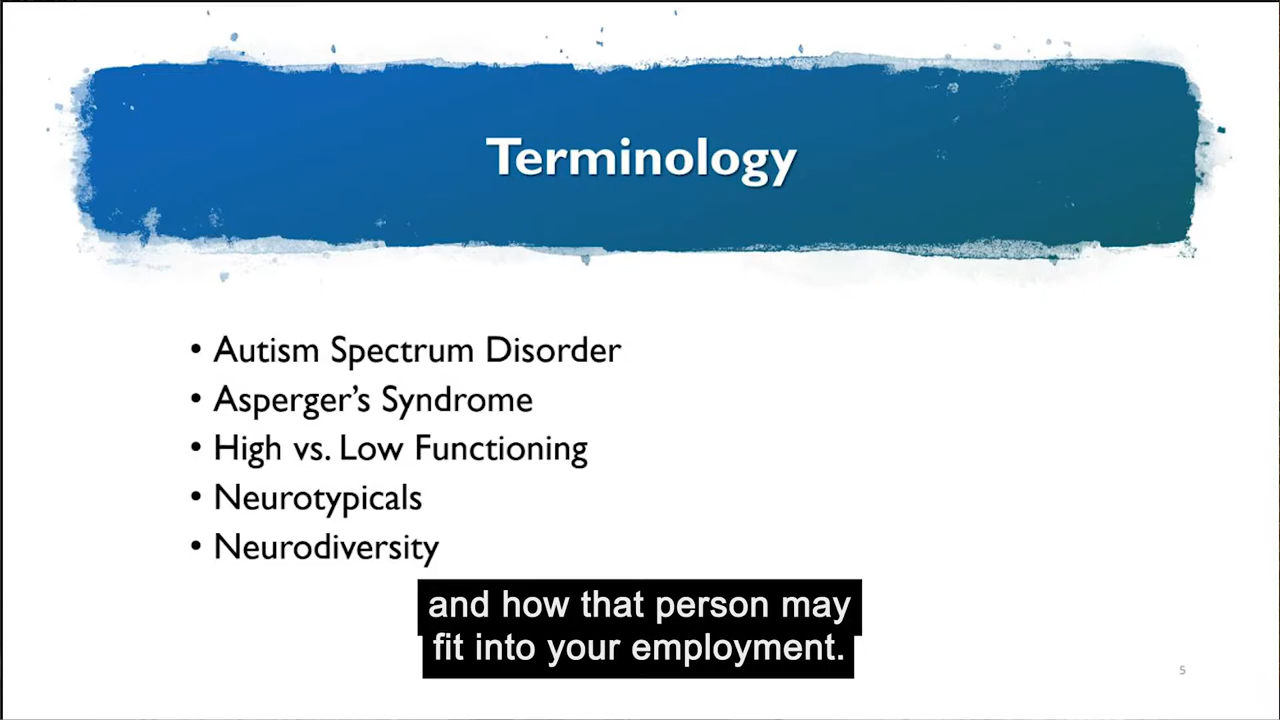 Terminology
• Autism Spectrum Disorder
• Asperger’s Syndrome
• High vs. Low Functioning
• Neurotypicals
• Neurodiversity
and how that person may
fit into your employment.
5